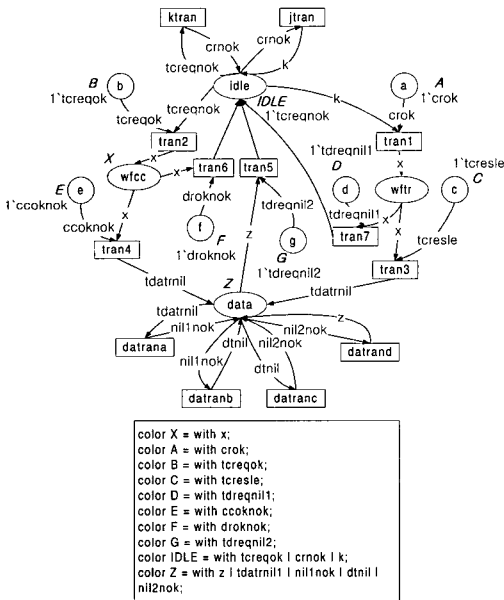 ktran
jtran
crnok
crnok
tcreqnok
k
B
b
idle
IDLE
1`tcreqnok
a
A
1`crok
1`tcreqok
tcreqok
tcreqnok
k
crok
tran2
tran1
X
x
wfcc
x
tran6
tran5
1`tdreqnil1
D
d
x
wftr
1`tcresle
c
C
E
e
1`ccoknok
ccoknok
x
droknok
f
F
1`droknok
tdreqnil2
g
G
1`tdreqnil2
z
tdreqnil1
x
tran7
x
tcresle
tran4
tran3
tdatrnil
Z
data
tdatrnil
tdatrnil
nil1nok
z
datrana
nil1nok
dtnil
nil2nok
nil2nok
dtnil
datrand
datranb
datranc
color X = with x;
color A = with crok;
color B = with tcreqok;
color C = with tcresle;
color D = with tdreqnil1;
color E = with ccoknok;
color F = with droknok;
color G = with tdreqnil2;
color IDLE = with tcreqok | crnok | k;
color Z = with z | tdatrnil1 | nil1nok | dtnil |
nil2nok;